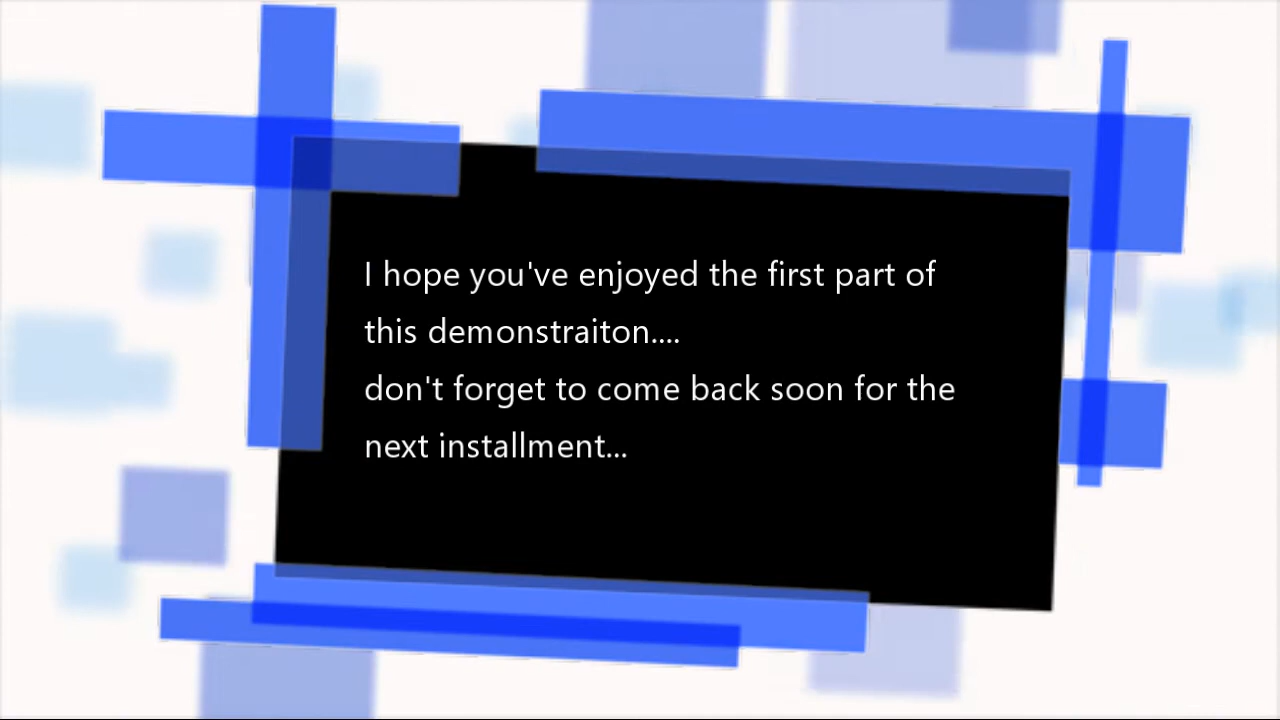 I hope you've enjoyed the first part of
this demonstraiton....
don't forget to come back soon for the
next installment...